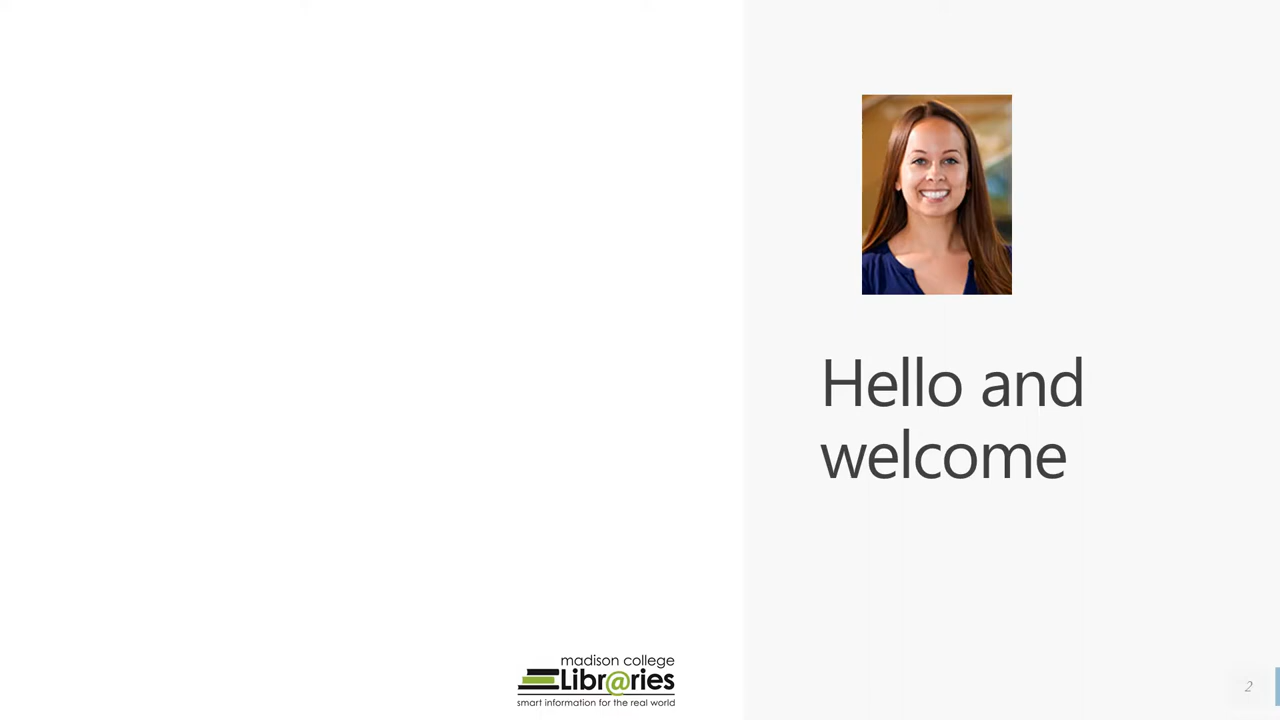 Hello and
welcome
madison college
Libr@ries
smart information for the real world
2